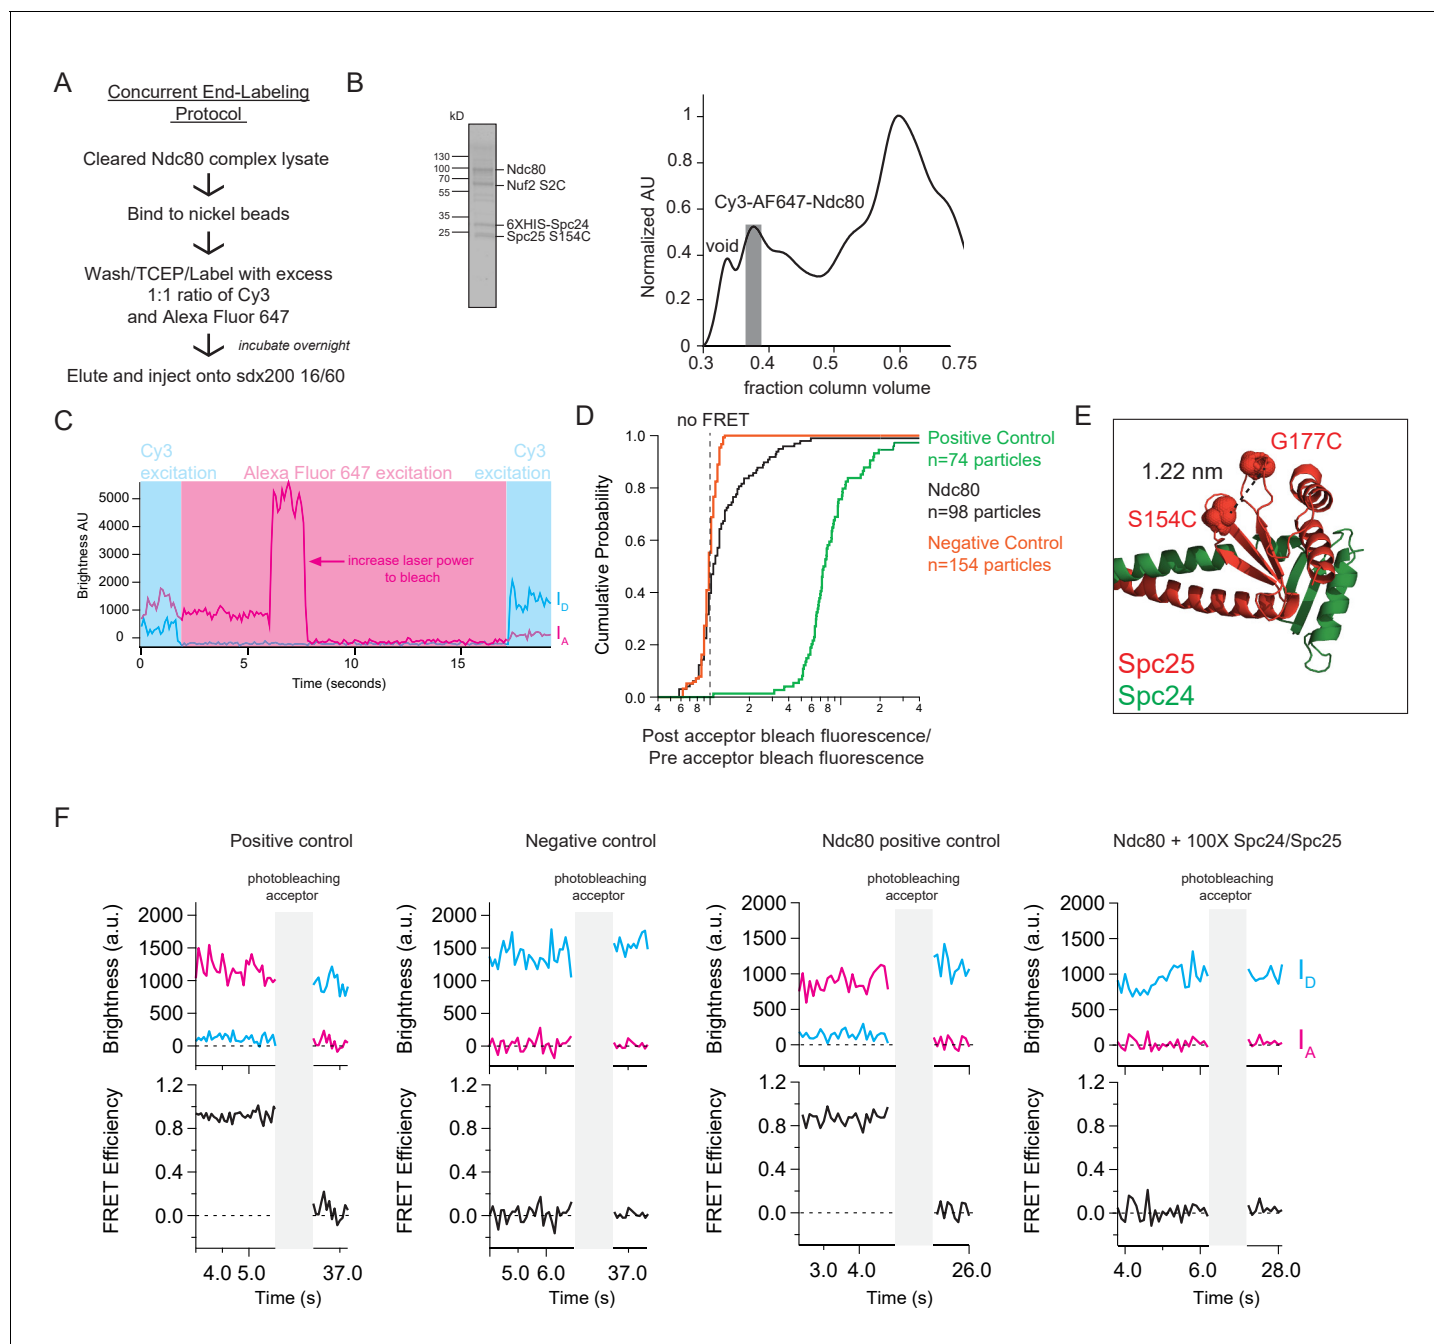 A
Concurrent End-Labeling
Protocol
Cleared Ndc80 complex lysate
Bind to nickel beads
Wash/TCEP/Label with excess
1:1 ratio of Cy3
and Alexa Fluor 647
incubate overnight
Elute and inject onto sdx200 16/60
B
kD
130
100
70
55
35
25
Ndc80
Nuf2 S2C
6XHIS-Spc24
Spc25 S154C
Normalized AU
1
0.8
0.6
0.4
0.2
0
Cy3-AF647-Ndc80
void
0.3
0.4
0.5
0.6
0.75
fraction column volume
C
Cy3
excitation
Alexa Fluor 647 excitation
Cy3
excitation
Brightness AU
5000
4000
3000
2000
1000
0
increase laser power
to bleach
I D
I A
0
5
10
15
Time (seconds)
D
no FRET
Cumulative Probability
1.0
0.8
0.6
0.4
0.2
0.0
4 6 8 2 4 6 8 2 4
Post acceptor bleach fluorescence/
Pre acceptor bleach fluorescence
Positive Control
n=74 particles
Ndc80
n=98 particles
Negative Control
n=154 particles
E
G177C
1.22 nm
S154C
Spc25
Spc24
F
Positive control
photobleaching
acceptor
Brightness (a.u.)
2000
1500
1000
500
0
FRET Efficiency
1.2
0.8
0.4
0.0
4.0 5.0 37.0
Time (s)
Negative control
photobleaching
acceptor
Brightness (a.u.)
2000
1500
1000
500
0
FRET Efficiency
1.2
0.8
0.4
0.0
5.0 6.0 37.0
Time (s)
Ndc80 positive control
photobleaching
acceptor
Brightness (a.u.)
2000
1500
1000
500
0
FRET Efficiency
1.2
0.8
0.4
0.0
3.0 4.0 26.0
Time (s)
Ndc80 + 100X Spc24/Spc25
photobleaching
acceptor
Brightness (a.u.)
2000
1500
1000
500
0
I D
I A
FRET Efficiency
1.2
0.8
0.4
0.0
4.0 6.0 28.0
Time (s)